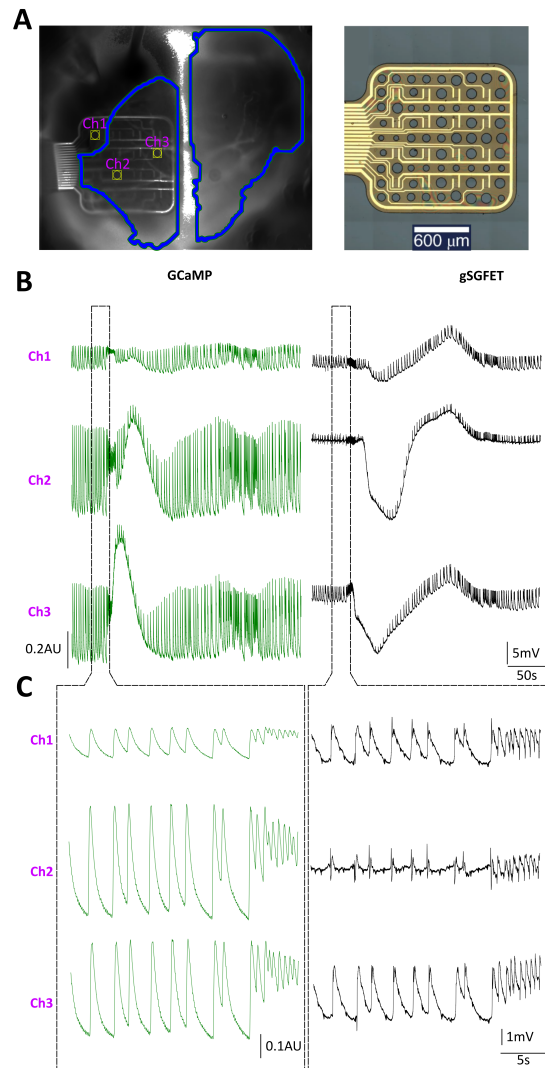 A
Ch1
Ch3
Ch2
600 µm
GCaMP
gSGFET
B
Ch1
Ch2
Ch3
0.2AU
5mV
50s
C
Ch1
Ch2
Ch3
0.1AU
1mV
5s